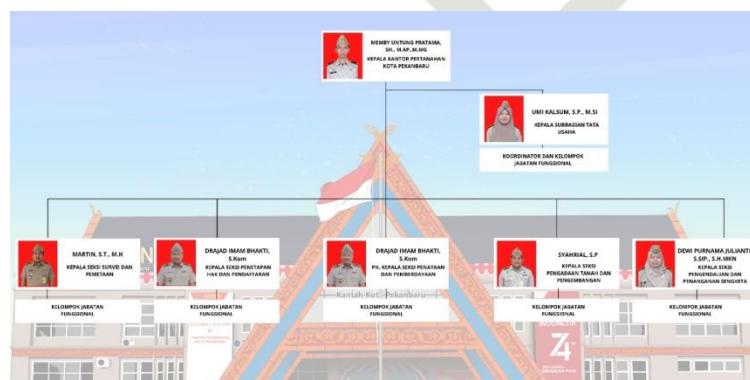 MEMBY UNTUNG PRATAMA,
SH., M.AP.,M.MG
KEPALA KANTOR PERTANAHAN
KOTA PEKANBARU
UMI KALSUM, S.P., M.SI
KEPALA SUBBAGIAN TATA
USAHA
KOORDINATOR DAN KELOMPOK
JABATAN FUNGSIONAL
MARTIN, S.T., M.H
KEPALA SEKSI SURVEI DAN
PEMETAAN
KELOMPOK JABATAN
FUNGSIONAL
DRAJAD IMAM BHAKTI,
S.Kom
KEPALA SEKSI PENETAPAN
HAK DAN PENDAFTARAN
KELOMPOK JABATAN
FUNGSIONAL
DRAJAD IMAM BHAKTI,
S.Kom
Plt. KEPALA SEKSI PENATAAN
DAN PEMBERDAYAAN
KELOMPOK JABATAN
FUNGSIONAL
SYAHRIAL, S.P
KEPALA SEKSI
PENGADAAN TANAH DAN
PENGEMBANGAN
KELOMPOK JABATAN
FUNGSIONAL
DEWI PURNAMA JULIANTI
S.SIP., S.H.MKN
KEPALA SEKSI
PENGENDALIAN DAN
PENANGANAN SENGKETA
KELOMPOK JABATAN
FUNGSIONAL
Kantah Kot Pekanbaru
INDONESIA